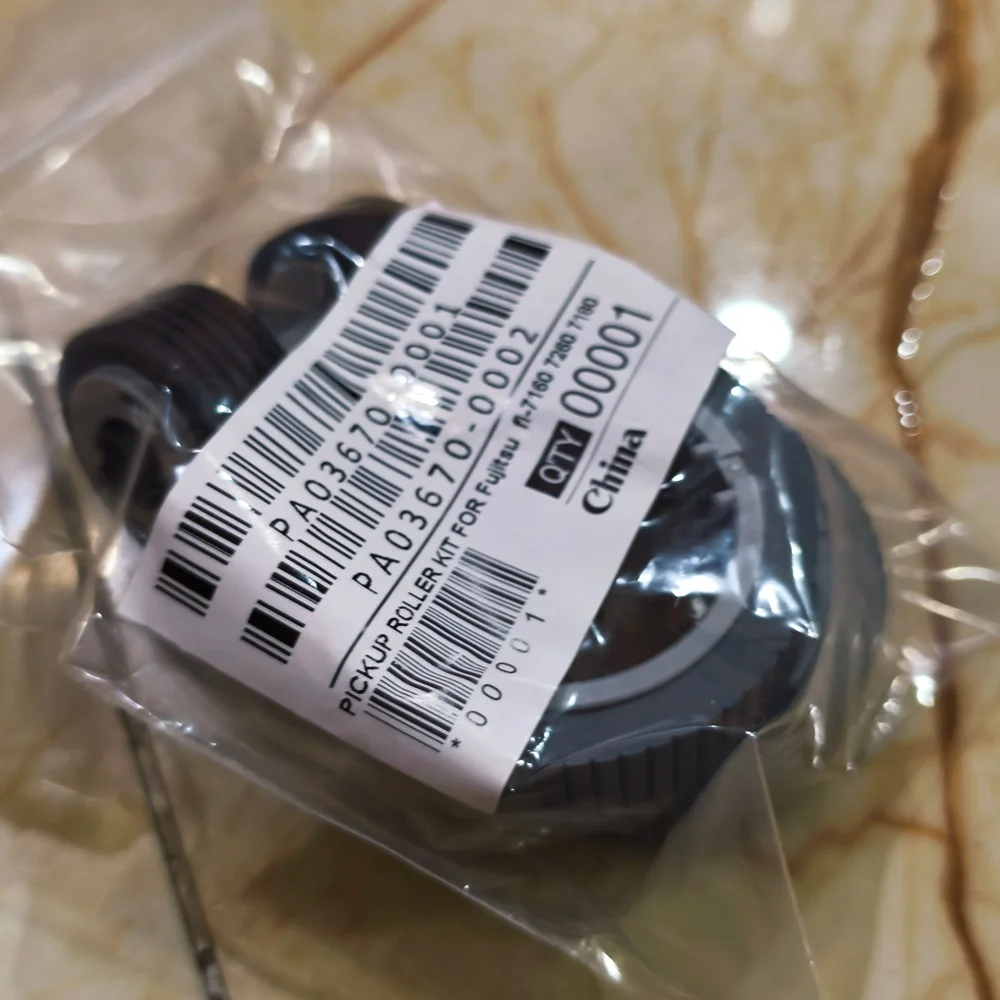 PA03670-0001
PA03670-0002
PICKUP ROLLER KIT FOR Fujitsu fi-7160 7260 7180
QTY 00001
China
*00001*